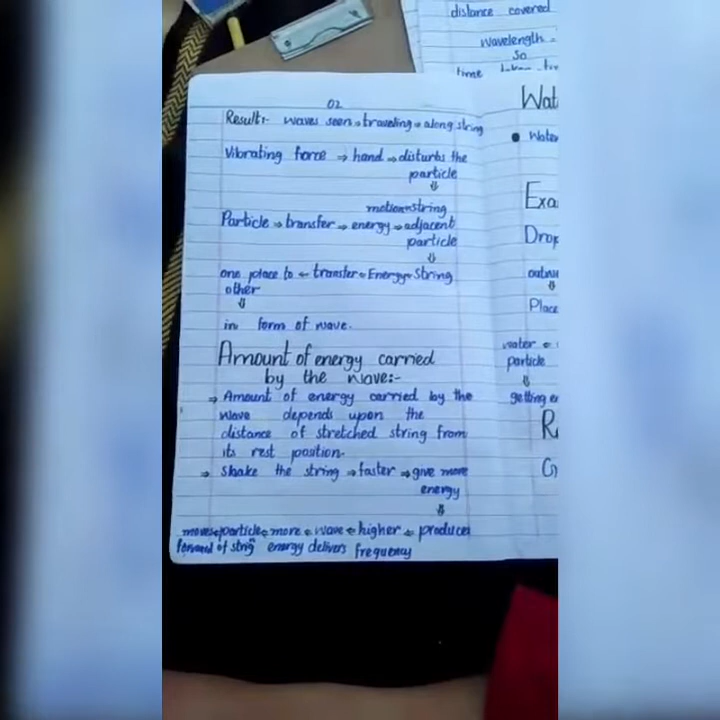 distance covered
wavelength =
So
02
Result:- waves seen → traveling → along string
Vibrating force ⇒ hand → disturbs the
particle
⇓
motion → string
Particle → transfer → energy → adjacent
particle
⇓
one place to ← transfer ← Energy ← String
other
⇓
in form of wave.
Amount of energy carried
by the wave:-
⇒ Amount of energy carried by the
wave depends upon the
distance of stretched string from
its rest position.
⇒ Shake the string → faster → give more
energy
⇓
moves ← particle ← more ← wave ← higher ← produces
forward of string energy delivers frequency
Wat
• Water
Exa
Drop
⇓
Place
water ←
particle
⇓
getting en